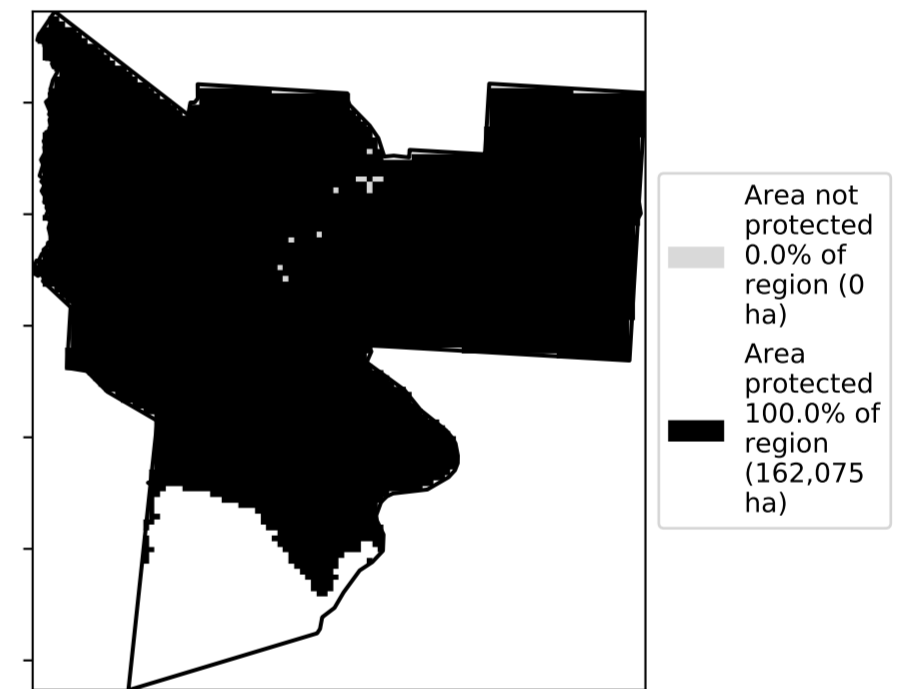 Area not
protected
0.0% of
region (0
ha)
Area
protected
100.0% of
region
(162,075
ha)